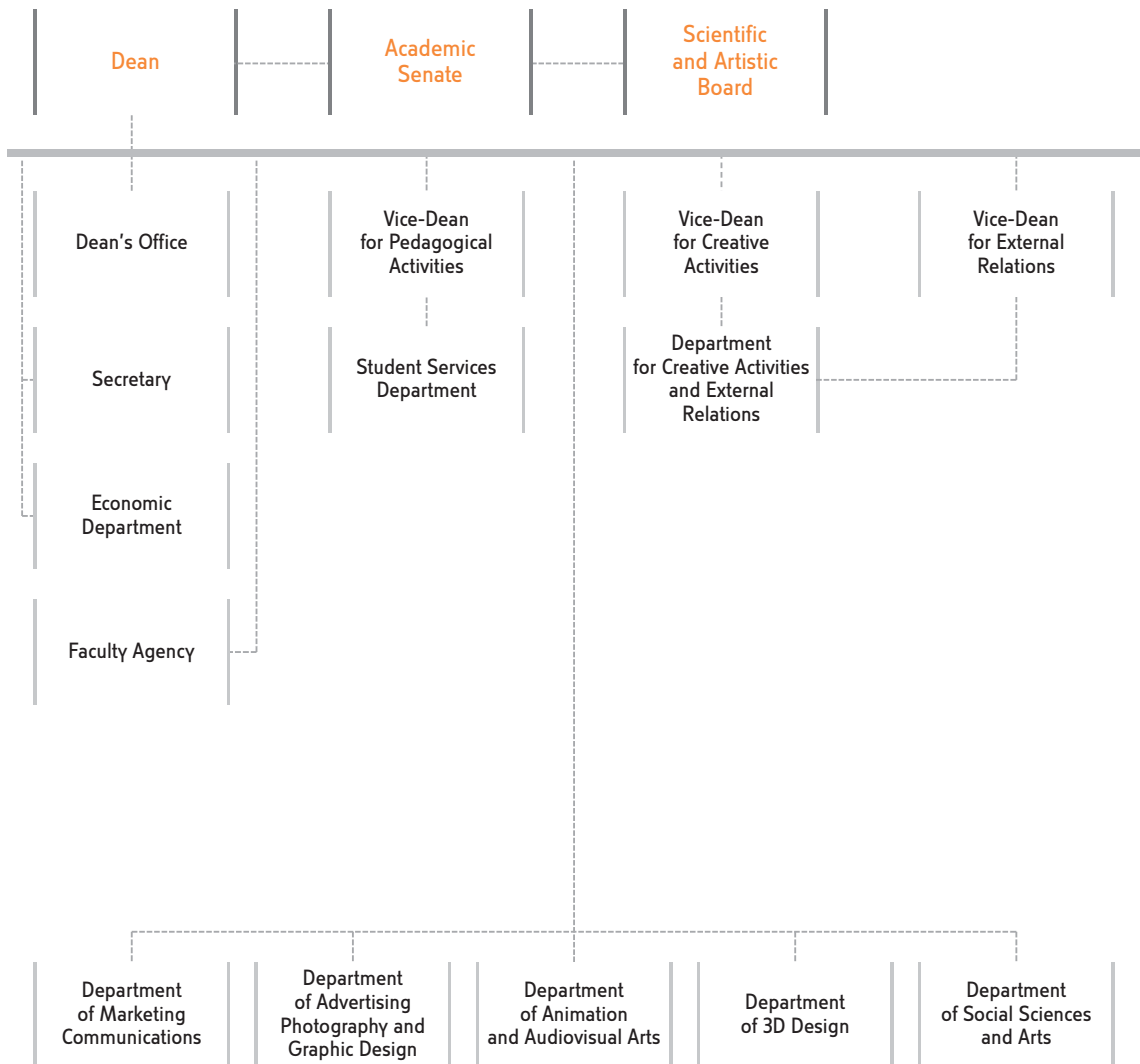 Dean
Academic
Senate
Scientific
and Artistic
Board
Dean's Office
Vice-Dean
for Pedagogical
Activities
Vice-Dean
for Creative
Activities
Vice-Dean
for External
Relations
Secretary
Student Services
Department
Department
for Creative Activities
and External
Relations
Economic
Department
Faculty Agency
Department
of Marketing
Communications
Department
of Advertising
Photography and
Graphic Design
Department
of Animation
and Audiovisual Arts
Department
of 3D Design
Department
of Social Sciences
and Arts